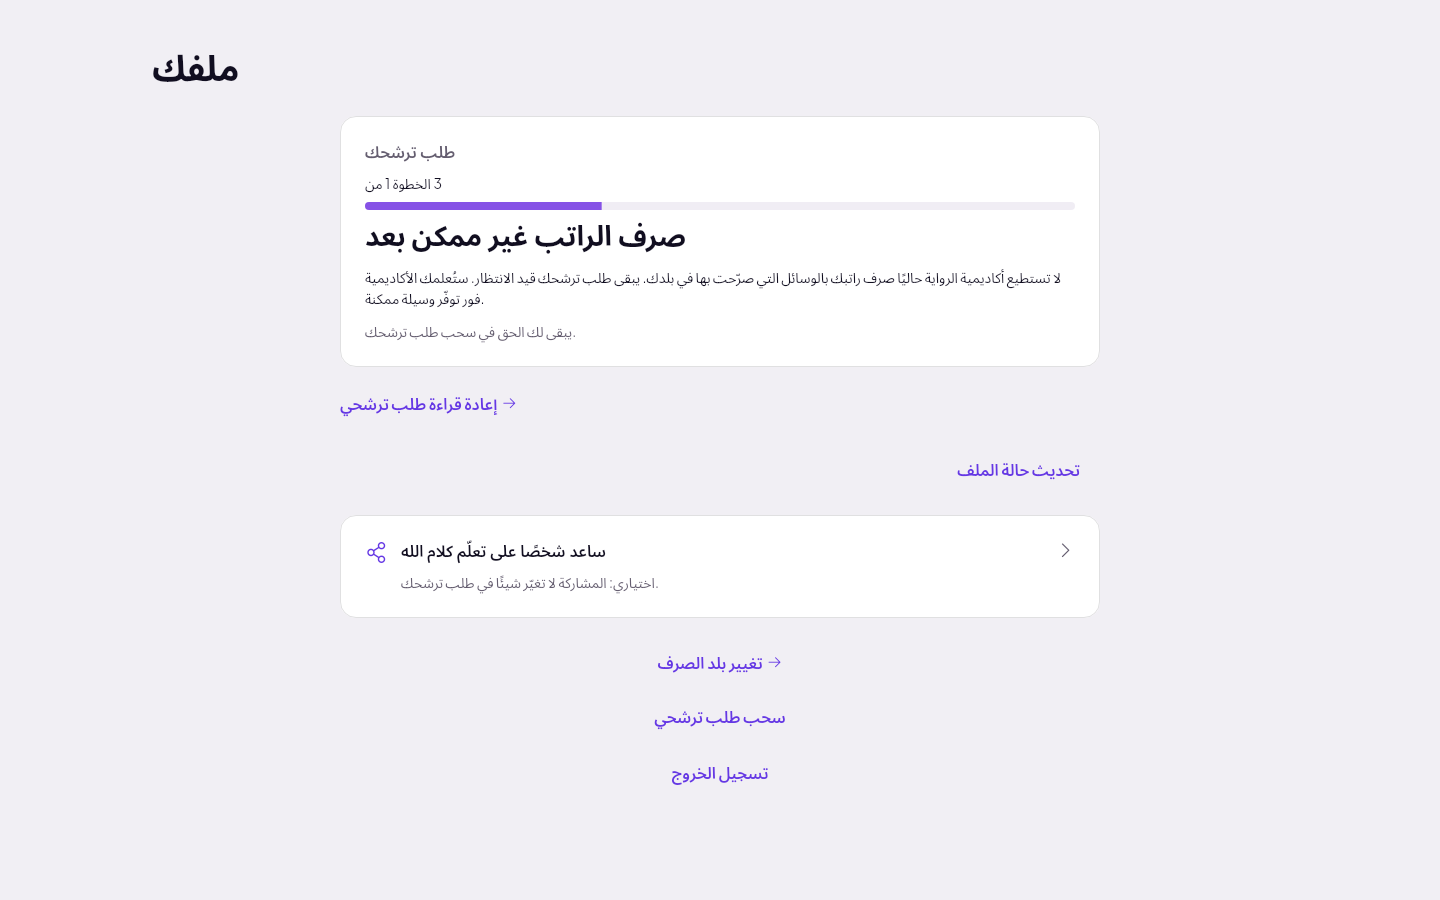 ملفك
طلب ترشحك
الخطوة 1 من 3
صرف الراتب غير ممكن بعد
لا تستطيع أكاديمية الرواية حاليًا صرف راتبك بالوسائل التي صرّحت بها في بلدك. يبقى طلب ترشحك قيد الانتظار. ستُعلمك الأكاديمية
فور توفّر وسيلة ممكنة.
يبقى لك الحق في سحب طلب ترشحك.
إعادة قراءة طلب ترشحي
تحديث حالة الملف
ساعد شخصًا على تعلّم كلام الله
اختياري: المشاركة لا تغيّر شيئًا في طلب ترشحك.
تغيير بلد الصرف
سحب طلب ترشحي
تسجيل الخروج